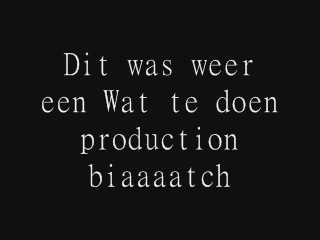 Dit was weer
een Wat te doen
production
biaaaatch